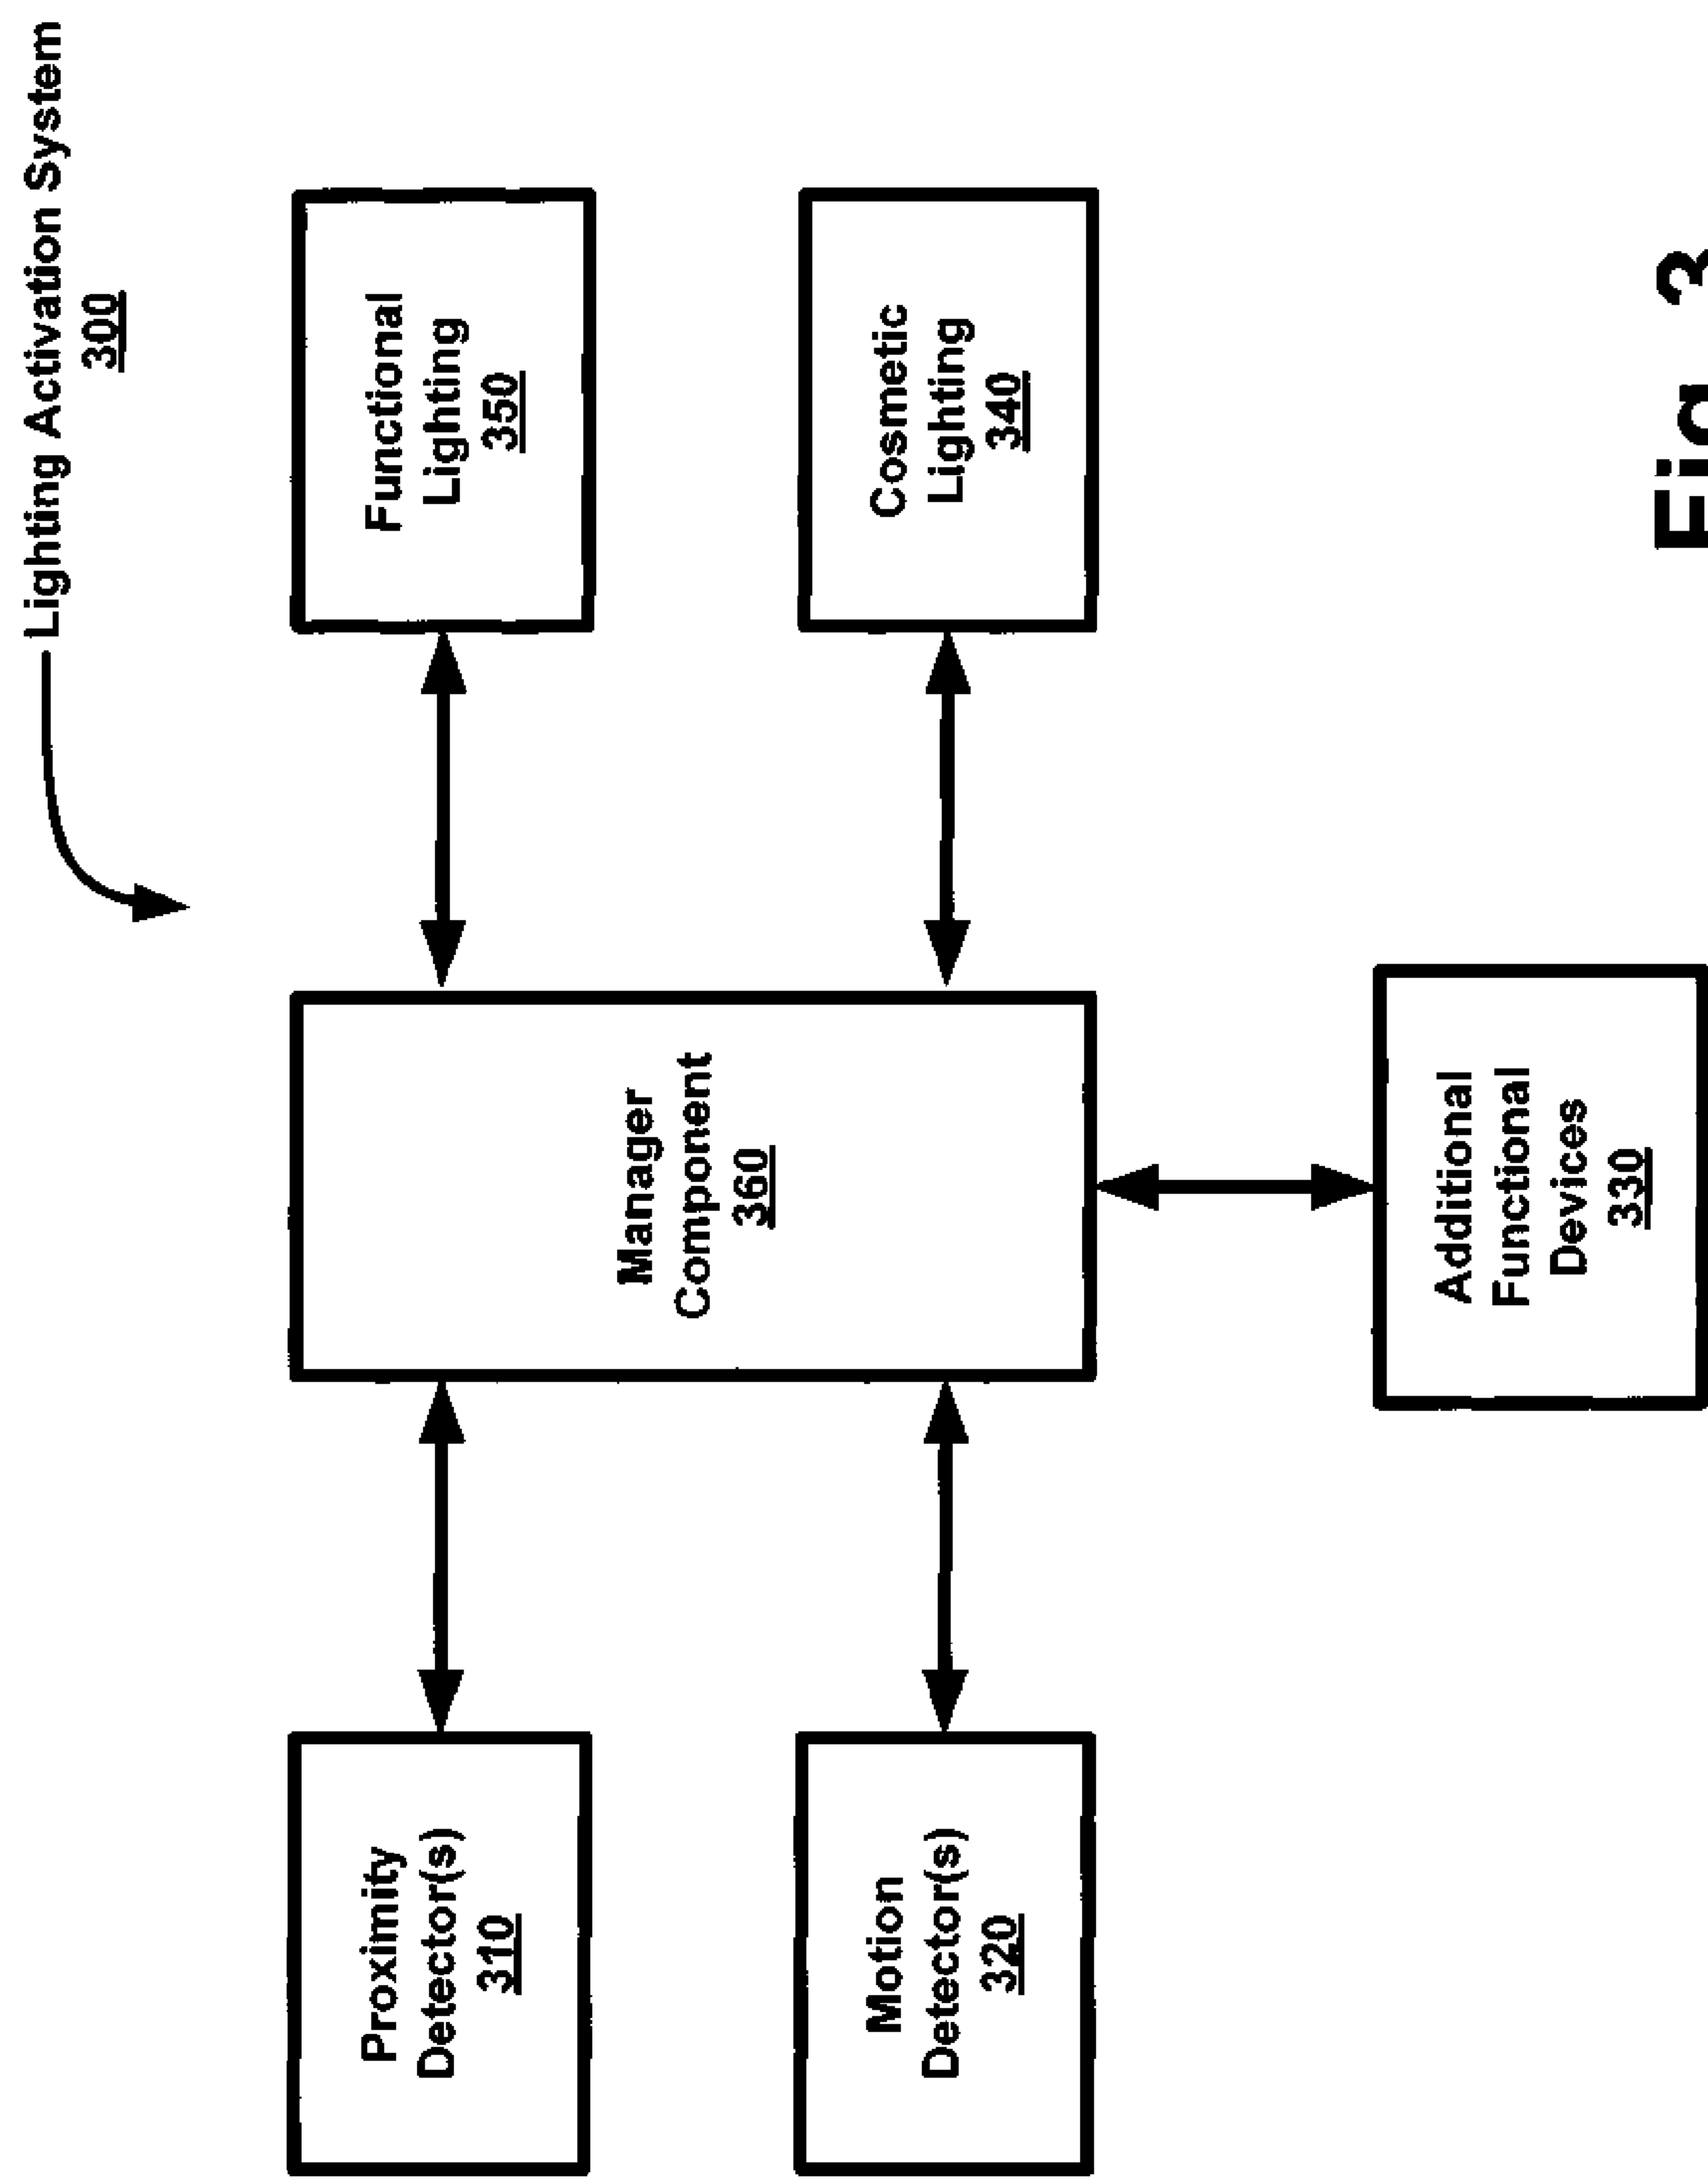 Lighting Activation System
300
Proximity
Detector(s)
310
Manager
Component
360
Functional
Lighting
350
Motion
Detector(s)
320
Cosmetic
Lighting
340
Additional
Functional
Devices
330
Fig. 3